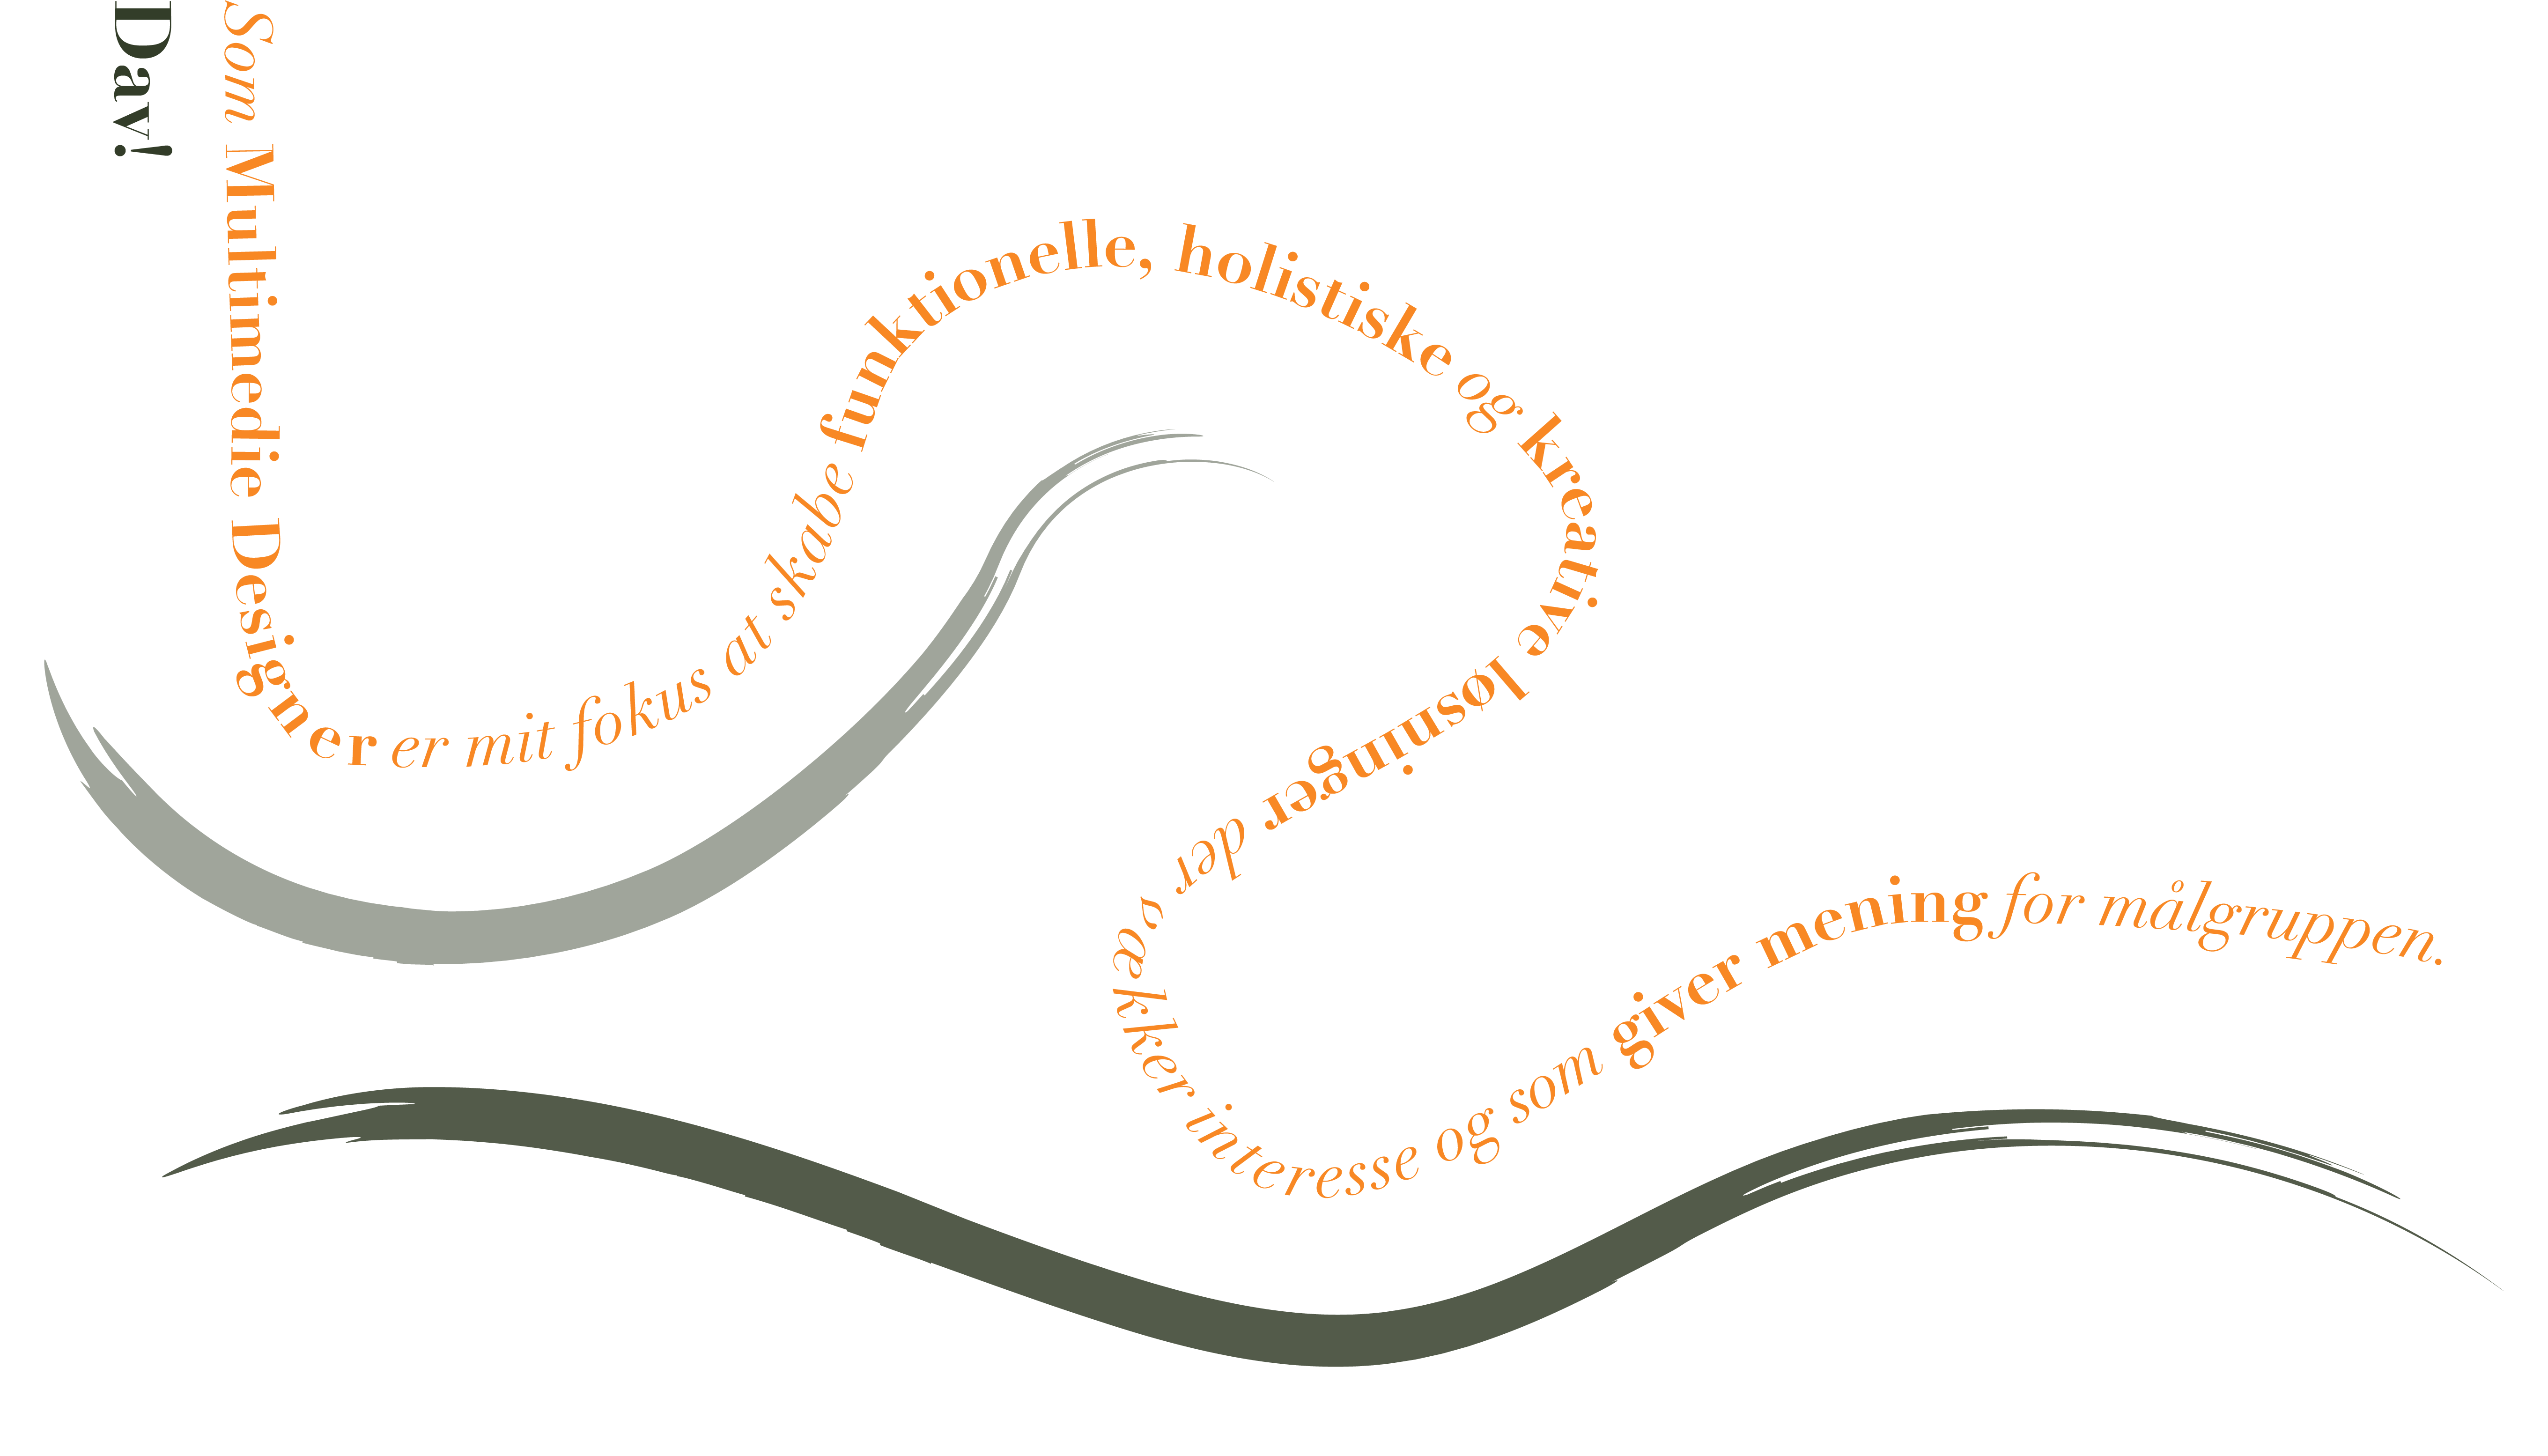 Dav!
Som Multimedie Designer er mit fokus at skabe funktionelle, holistiske og kreative løsninger der vækker interesse og som giver mening for målgruppen.